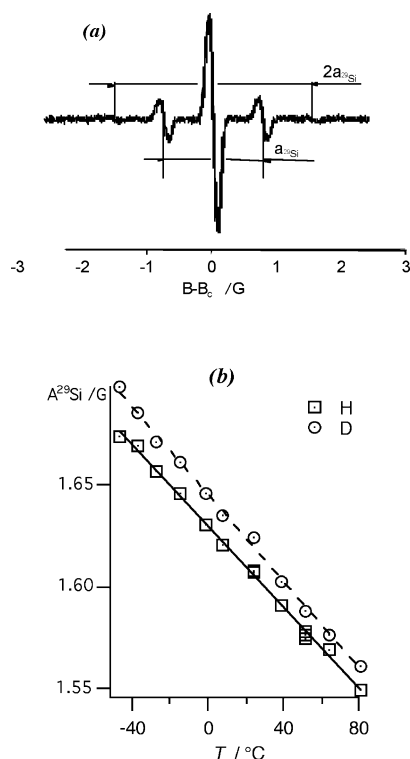 (a)
2a²⁹Si
a²⁹Si
-3 -2 -1 0 1 2 3
B-Bc /G
(b)
A²⁹Si /G
H
D
1.65
1.60
1.55
-40 0 40 80
T / °C